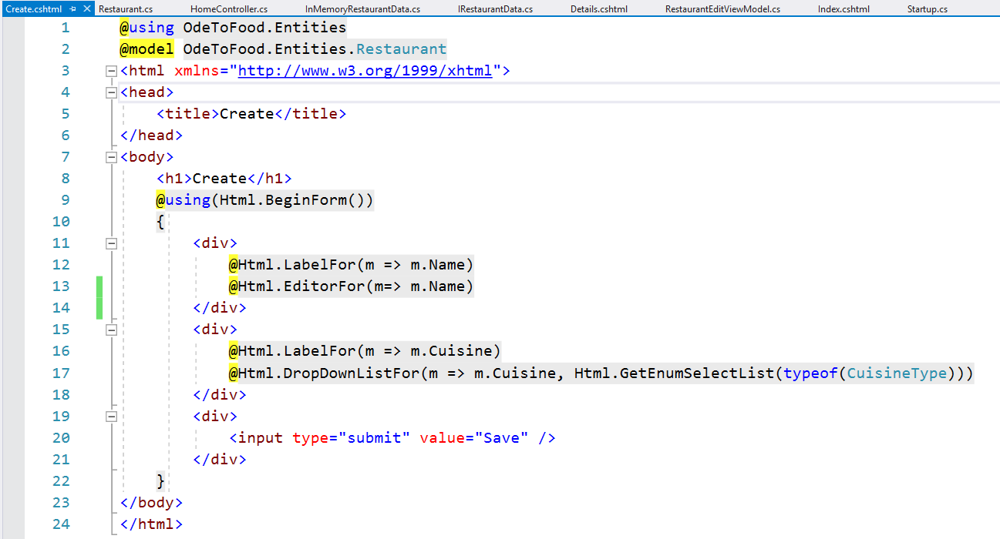 Create.cshtml Restaurant.cs HomeController.cs InMemoryRestaurantData.cs IRestaurantData.cs Details.cshtml RestaurantEditViewModel.cs Index.cshtml Startup.cs
1 @using OdeToFood.Entities
2 @model OdeToFood.Entities.Restaurant
3 <html xmlns="http://www.w3.org/1999/xhtml">
4 <head>
5     <title>Create</title>
6 </head>
7 <body>
8     <h1>Create</h1>
9     @using(Html.BeginForm())
10     {
11         <div>
12             @Html.LabelFor(m => m.Name)
13             @Html.EditorFor(m=> m.Name)
14         </div>
15         <div>
16             @Html.LabelFor(m => m.Cuisine)
17             @Html.DropDownListFor(m => m.Cuisine, Html.GetEnumSelectList(typeof(CuisineType)))
18         </div>
19         <div>
20             <input type="submit" value="Save" />
21         </div>
22     }
23 </body>
24 </html>